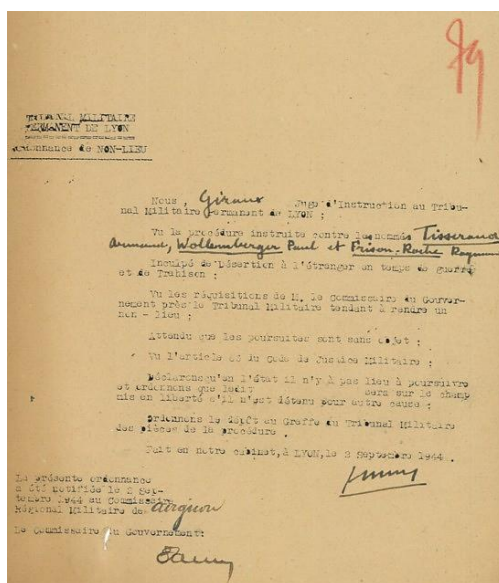 79
TRIBUNAL MILITAIRE
PERMANENT DE LYON
Ordonnance de NON-LIEU
Nous, Giraux Juge d'Instruction au Tribu-
nal Militaire Permanent de LYON ;
Vu la procédure instruite contre le nommés Tisserand
Armand, Wollemberger Paul et Frison-Roche Raymond
Inculpé de Désertion à l'étranger en temps de guerre
et de Trahison ;
Vu les réquisitions de M. le Commissaire du Gouver-
nement près le Tribunal Militaire tendant à rendre un
non - lieu ;
Attendu que les poursuites sont sans objet ;
Vu l'article du Code de Justice Militaire ;
Déclarons qu'en l'état il n'y à pas lieu à poursuivre
et ordonnons que ledit sera sur le champ
mis en liberté s'il n'est détenu pour autre cause ;
Ordonnons le dépôt au Greffe du Tribunal Militaire
des pièces de la procédure .
Fait en notre cabinet, à LYON, le 2 Septembre 1944.
La présente ordonnance
a été notifiée le 2 Sep-
tembre 1944 au Commissaire
Régional Militaire de Avignon
Le Commissaire du Gouvernement: